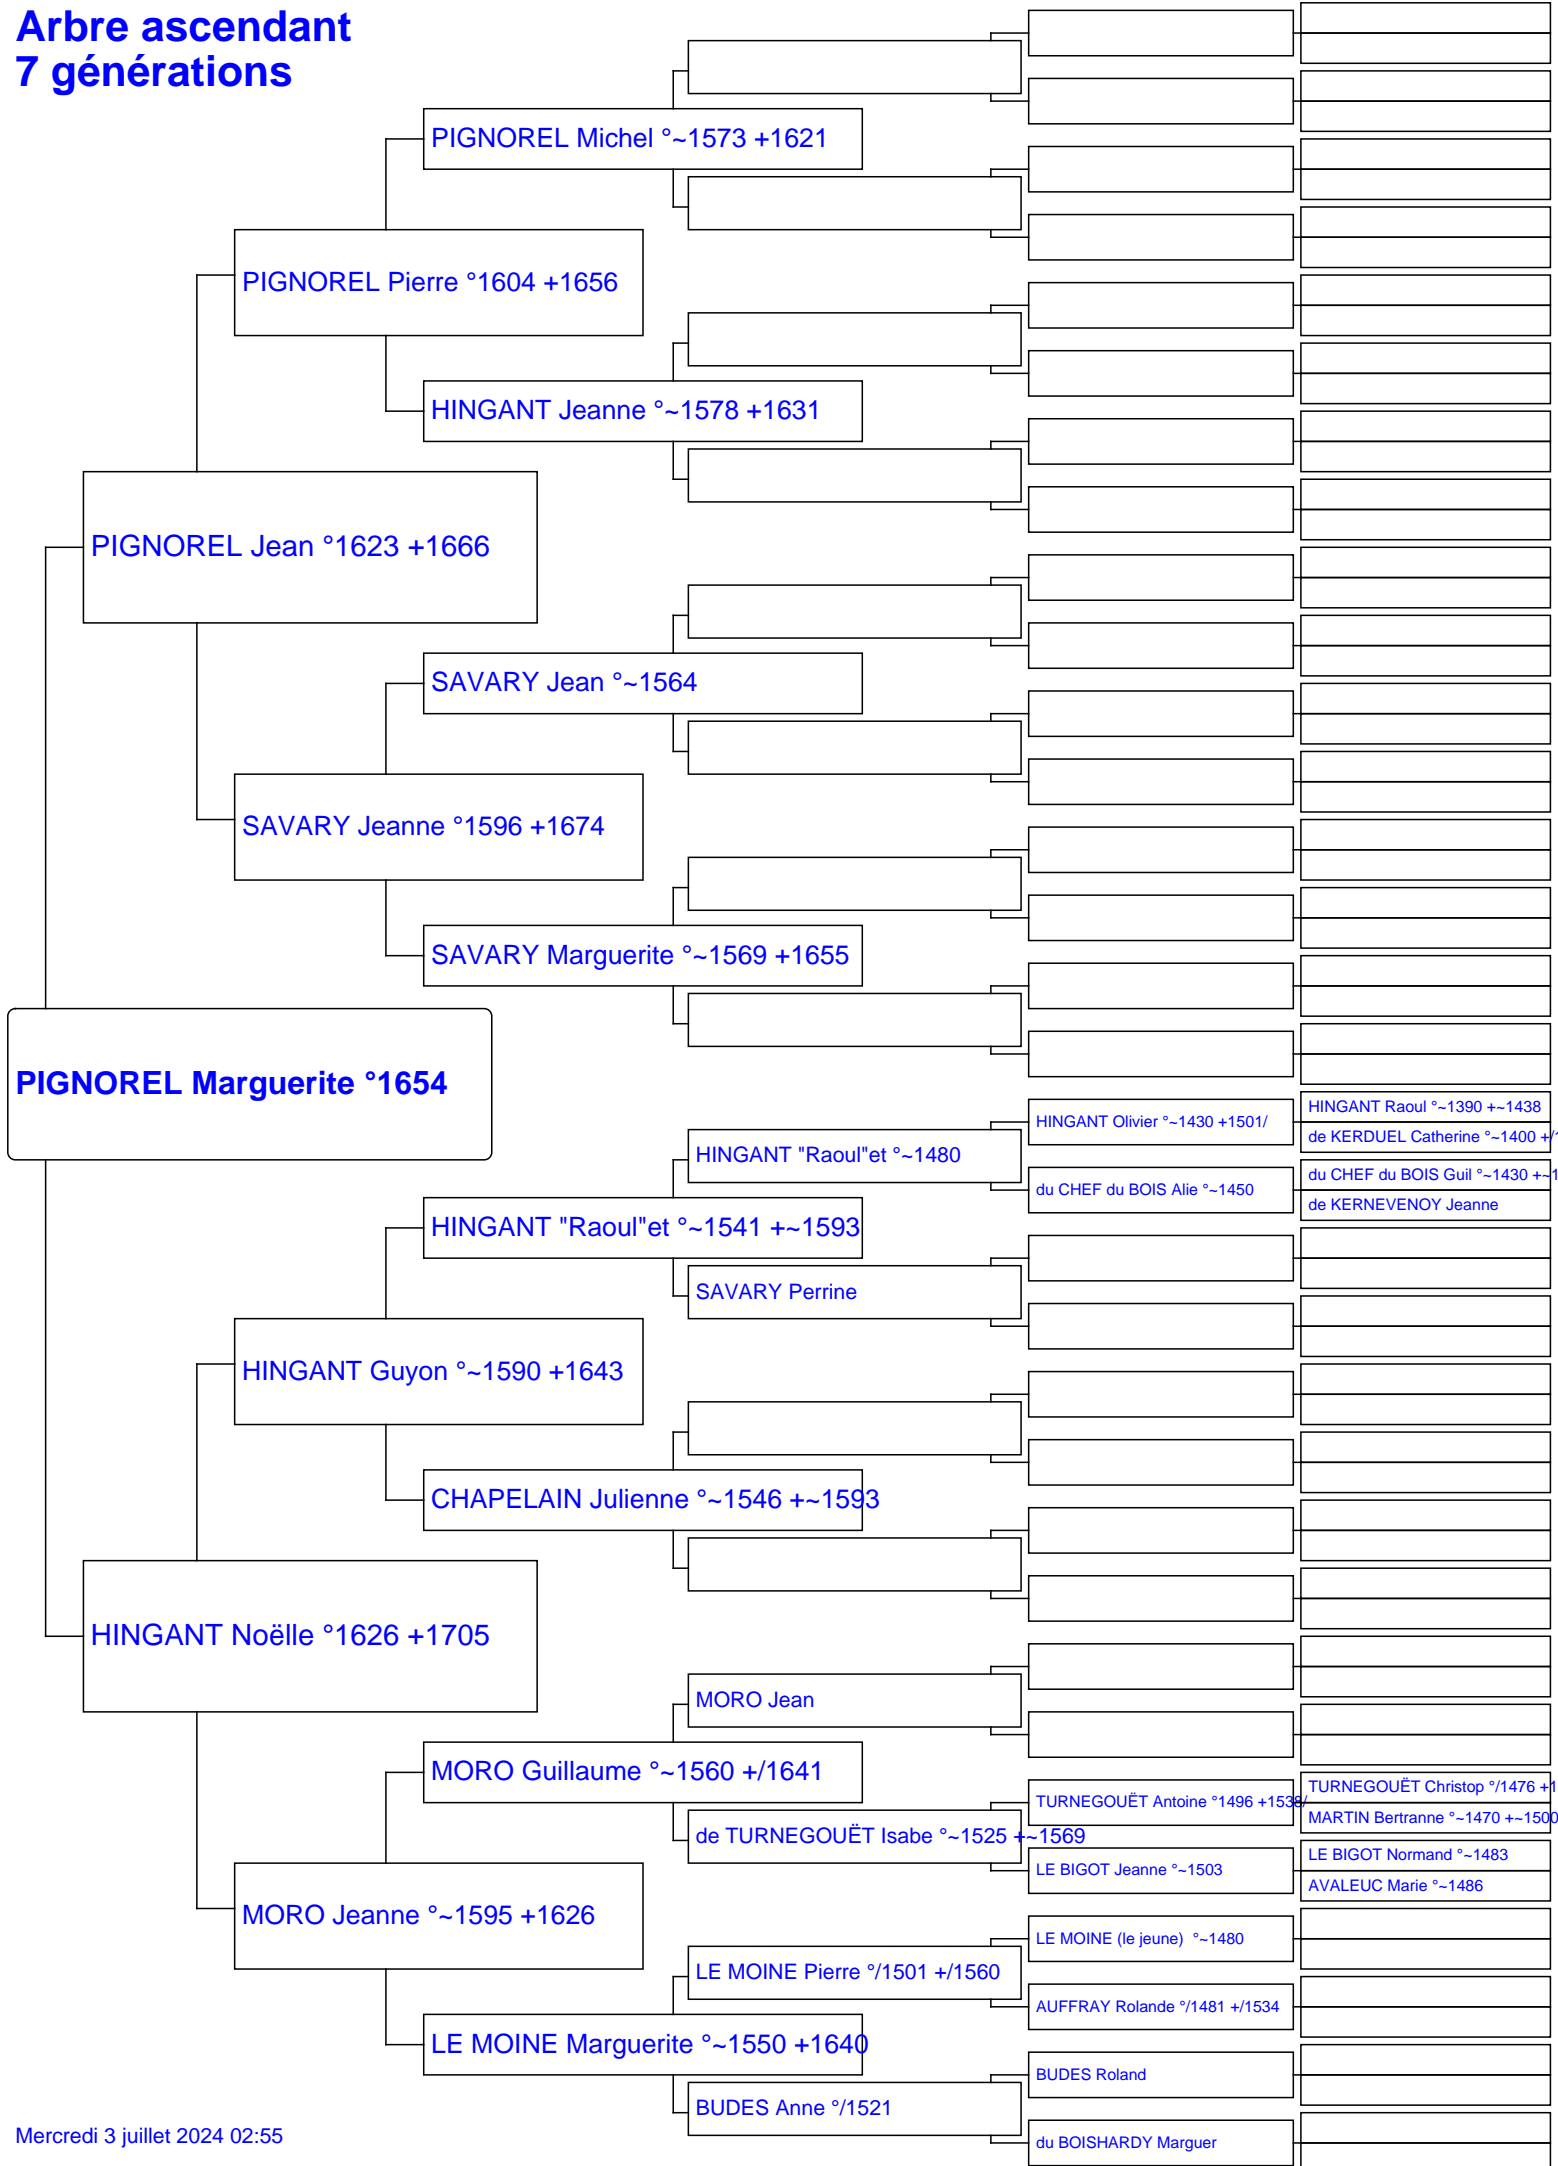 Arbre ascendant
7 générations
PIGNOREL Michel °~1573 +1621
PIGNOREL Pierre °1604 +1656
HINGANT Jeanne °~1578 +1631
PIGNOREL Jean °1623 +1666
SAVARY Jean °~1564
SAVARY Jeanne °1596 +1674
SAVARY Marguerite °~1569 +1655
PIGNOREL Marguerite °1654
HINGANT Raoul °~1390 +~1438
HINGANT Olivier °~1430 +1501/
de KERDUEL Catherine °~1400 +/1
HINGANT "Raoul"et °~1480
du CHEF du BOIS Guil °~1430 +~1
du CHEF du BOIS Alie °~1450
de KERNEVENOY Jeanne
HINGANT "Raoul"et °~1541 +~1593
SAVARY Perrine
HINGANT Guyon °~1590 +1643
CHAPELAIN Julienne °~1546 +~1593
HINGANT Noëlle °1626 +1705
MORO Jean
MORO Guillaume °~1560 +/1641
TURNEGOUËT Christop °/1476 +1
TURNEGOUËT Antoine °1496 +1538/
MARTIN Bertranne °~1470 +~1500
de TURNEGOUËT Isabe °~1525 +~1569
LE BIGOT Normand °~1483
LE BIGOT Jeanne °~1503
AVALEUC Marie °~1486
MORO Jeanne °~1595 +1626
LE MOINE (le jeune) °~1480
LE MOINE Pierre °/1501 +/1560
AUFFRAY Rolande °/1481 +/1534
LE MOINE Marguerite °~1550 +1640
BUDES Roland
BUDES Anne °/1521
du BOISHARDY Marguer
Mercredi 3 juillet 2024 02:55